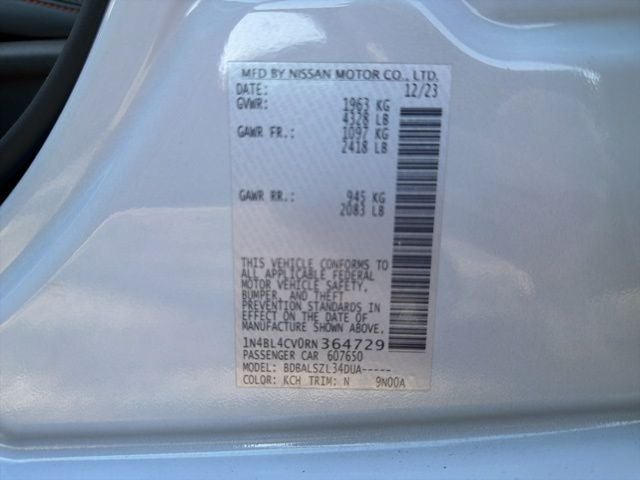 MFD BY NISSAN MOTOR CO., LTD.
DATE: 12/23
GVWR: 1963 KG
4328 LB
GAWR FR.: 1097 KG
2418 LB
GAWR RR.: 945 KG
2083 LB
THIS VEHICLE CONFORMS TO
ALL APPLICABLE FEDERAL
MOTOR VEHICLE SAFETY,
BUMPER, AND THEFT
PREVENTION STANDARDS IN
EFFECT ON THE DATE OF
MANUFACTURE SHOWN ABOVE.
1N4BL4CV0RN364729
PASSENGER CAR 607650
MODEL: BDBALSZL34DUA-----
COLOR: KCH TRIM: N 9N00A